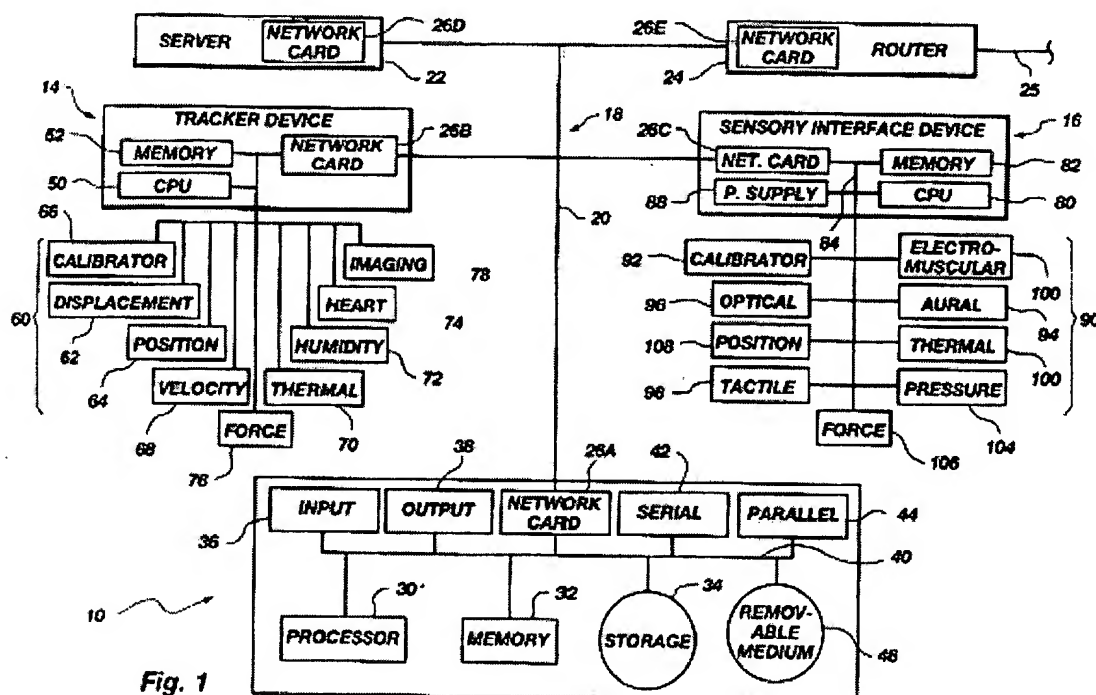 26D
SERVER
NETWORK CARD
22
26E
NETWORK CARD
ROUTER
24
25
14
TRACKER DEVICE
26B
52
MEMORY
NETWORK CARD
50
CPU
18
26C
SENSORY INTERFACE DEVICE
16
NET. CARD
MEMORY
82
88
P. SUPPLY
CPU
80
84
20
66
CALIBRATOR
IMAGING
78
DISPLACEMENT
HEART
74
60
62
POSITION
HUMIDITY
72
64
VELOCITY
THERMAL
68
FORCE
70
76
92
CALIBRATOR
ELECTRO-
MUSCULAR
100
96
OPTICAL
AURAL
90
94
108
POSITION
THERMAL
100
96
TACTILE
PRESSURE
FORCE
104
106
38
26A
42
INPUT
OUTPUT
NETWORK
CARD
SERIAL
PARALLEL
44
36
40
10
30
32
34
PROCESSOR
MEMORY
STORAGE
REMOV-
ABLE
MEDIUM
46
Fig. 1